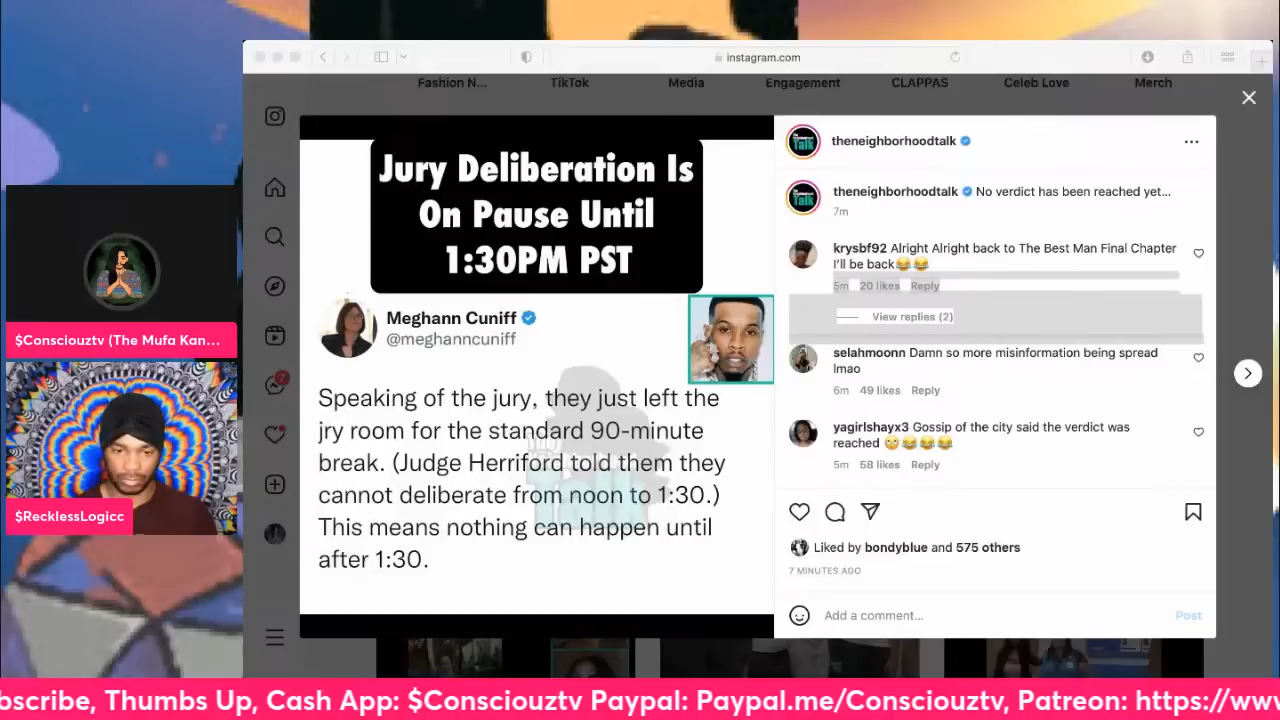 instagram.com
Fashion N...
TikTok
Media
Engagement
CLAPPAS
Celeb Love
Merch
Jury Deliberation Is
On Pause Until
1:30PM PST
Meghann Cuniff
@meghanncuniff
Speaking of the jury, they just left the
jry room for the standard 90-minute
break. (Judge Herriford told them they
cannot deliberate from noon to 1:30.)
This means nothing can happen until
after 1:30.
Talk
theneighborhoodtalk
Talk
theneighborhoodtalk No verdict has been reached yet...
7m
krysbf92 Alright Alright back to The Best Man Final Chapter
I'll be back😂😂
5m 20 likes Reply
View replies (2)
selahmoonn Damn so more misinformation being spread
lmao
6m 49 likes Reply
yagirlshayx3 Gossip of the city said the verdict was
reached 🙄😂😂😂
5m 58 likes Reply
Liked by bondyblue and 575 others
7 MINUTES AGO
Add a comment...
Post
7
$Consciouztv (The Mufa Kan...
$RecklessLogicc
bscribe, Thumbs Up, Cash App: $Consciouztv Paypal: Paypal.me/Consciouztv, Patreon: https://www